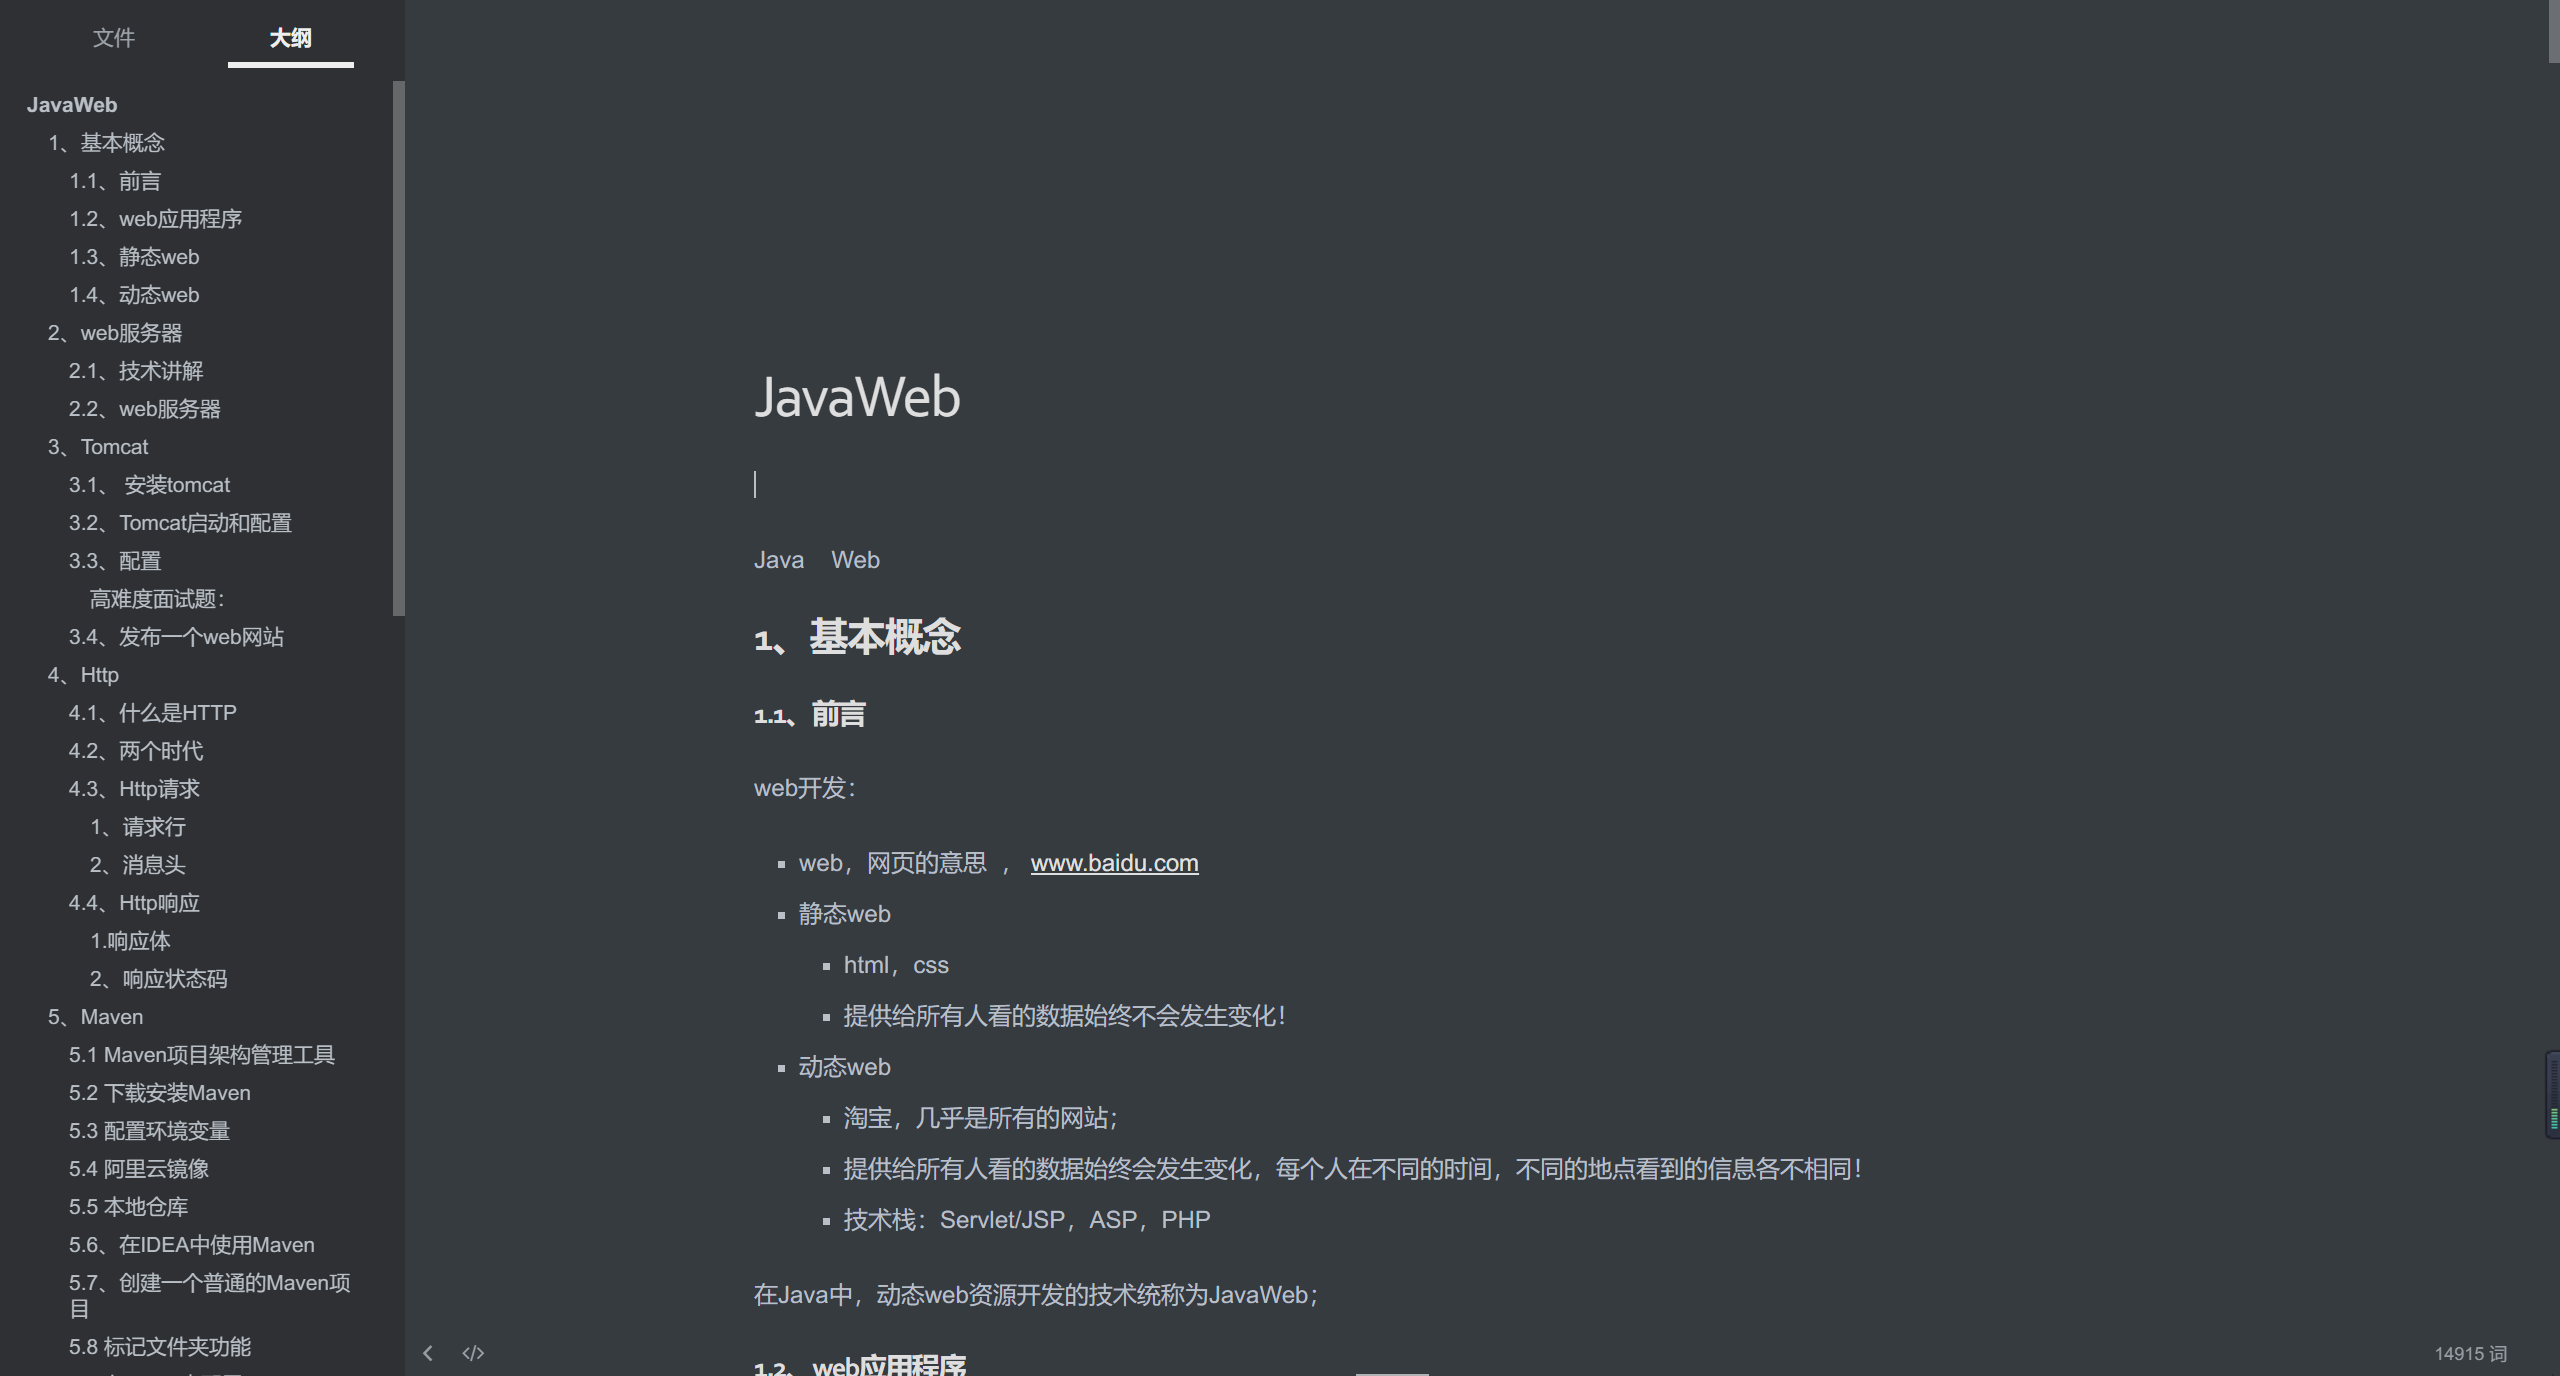 文件
大纲
JavaWeb
1、基本概念
1.1、前言
1.2、web应用程序
1.3、静态web
1.4、动态web
2、web服务器
2.1、技术讲解
2.2、web服务器
3、Tomcat
3.1、 安装tomcat
3.2、Tomcat启动和配置
3.3、配置
高难度面试题：
3.4、发布一个web网站
4、Http
4.1、什么是HTTP
4.2、两个时代
4.3、Http请求
1、请求行
2、消息头
4.4、Http响应
1.响应体
2、响应状态码
5、Maven
5.1 Maven项目架构管理工具
5.2 下载安装Maven
5.3 配置环境变量
5.4 阿里云镜像
5.5 本地仓库
5.6、在IDEA中使用Maven
5.7、创建一个普通的Maven项
目
5.8 标记文件夹功能
JavaWeb
Java Web
1、基本概念
1.1、前言
web开发：
web，网页的意思 ， www.baidu.com
静态web
html，css
提供给所有人看的数据始终不会发生变化！
动态web
淘宝，几乎是所有的网站；
提供给所有人看的数据始终会发生变化，每个人在不同的时间，不同的地点看到的信息各不相同！
技术栈：Servlet/JSP，ASP，PHP
在Java中，动态web资源开发的技术统称为JavaWeb；
1.2、web应用程序
14915 词